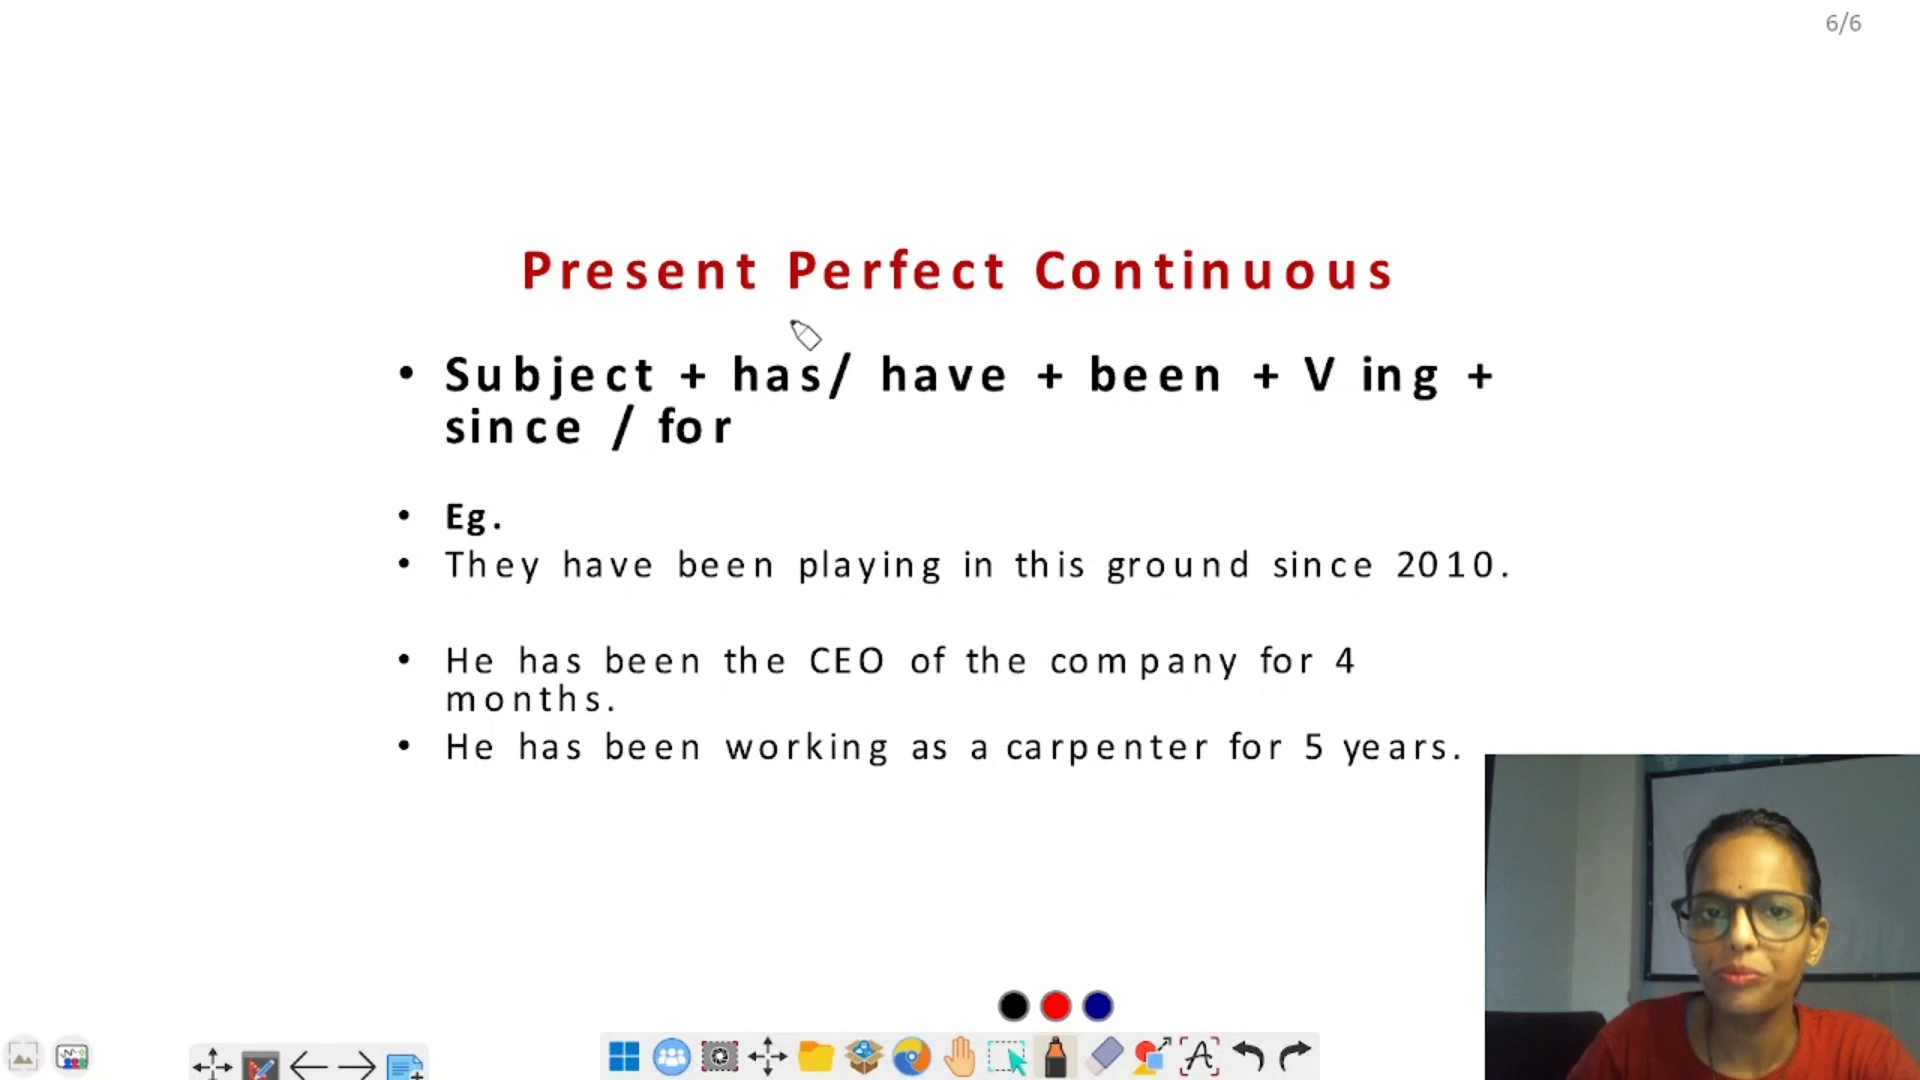 6/6
Present Perfect Continuous
• Subject + has/ have + been + V ing +
since / for
• Eg.
• They have been playing in this ground since 2010.
• He has been the CEO of the company for 4
months.
• He has been working as a carpenter for 5 years.